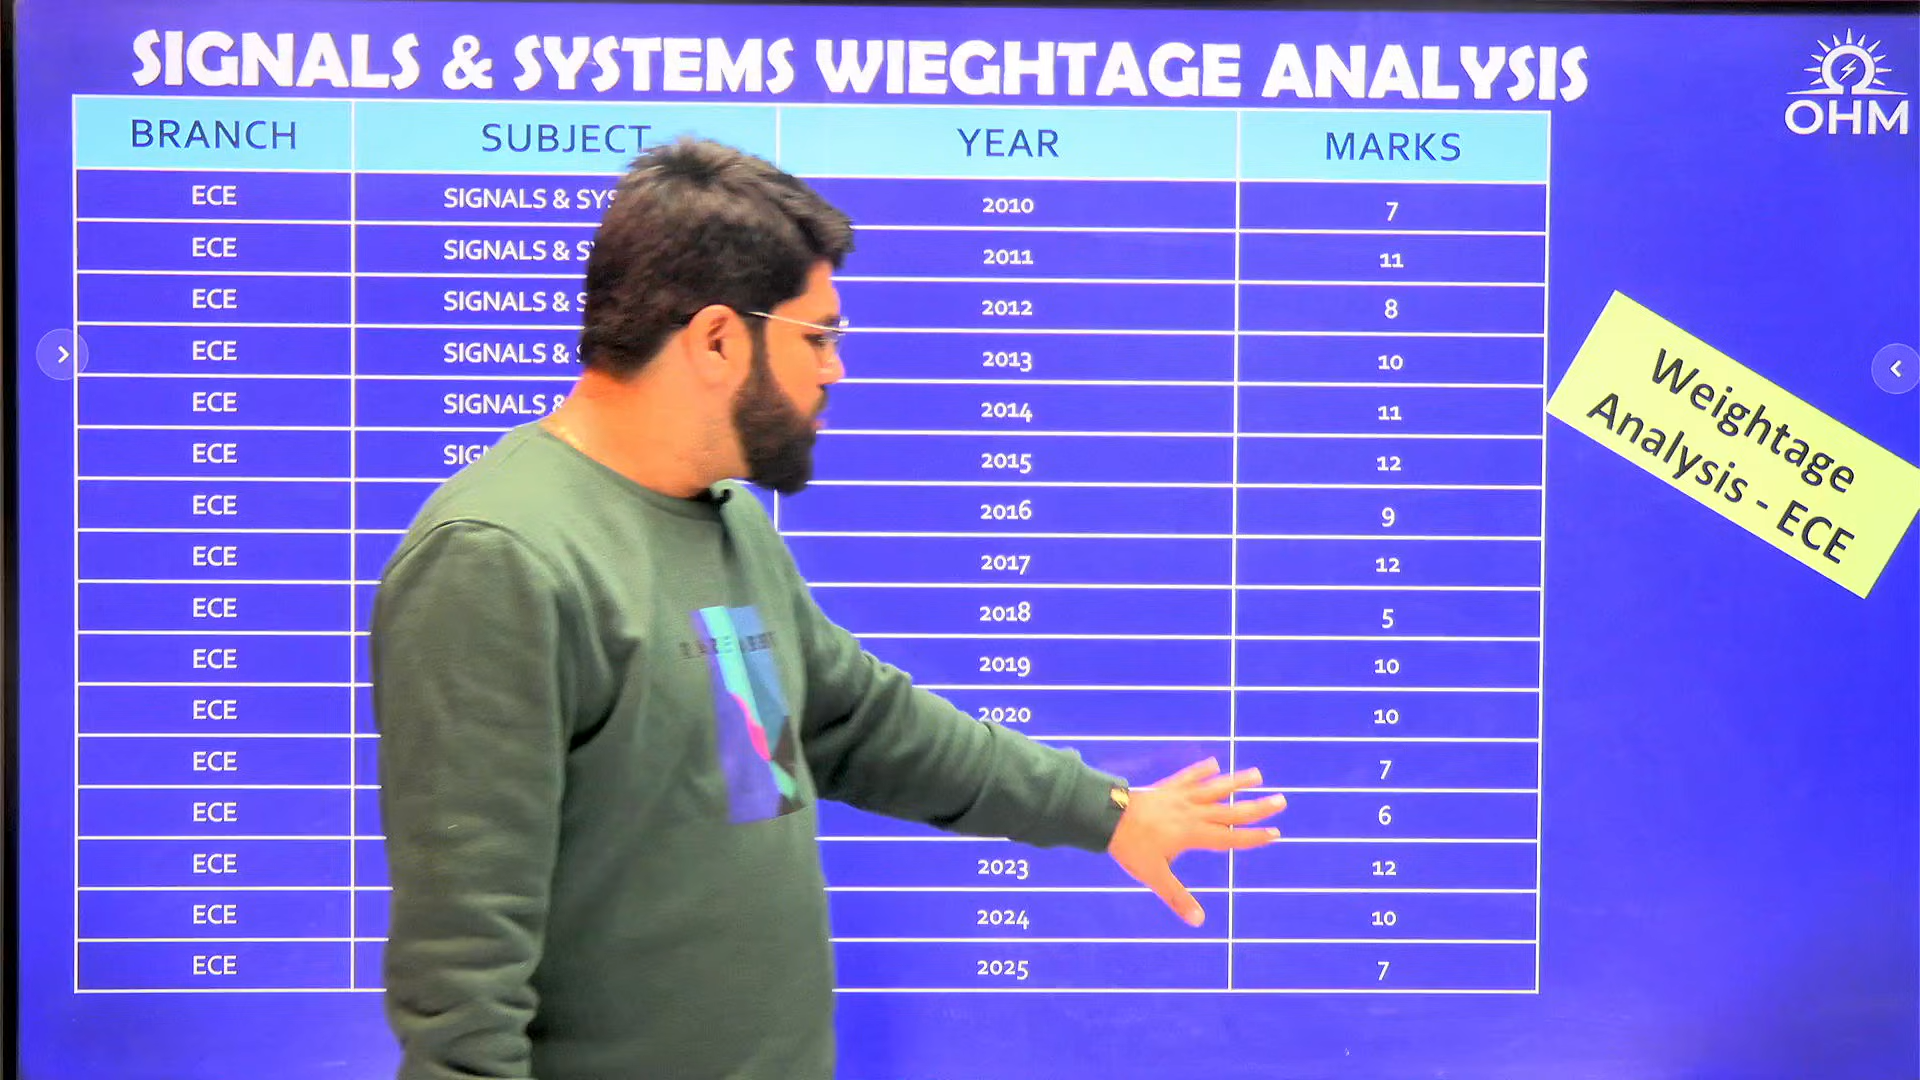 SIGNALS & SYSTEMS WIEGHTAGE ANALYSIS
OHM
BRANCH SUBJECT YEAR MARKS
ECE SIGNALS & 2010 7
ECE SIGNALS & 2011 11
ECE SIGNALS & 2012 8
ECE SIGNALS & 2013 10
ECE SIGNALS 2014 11
ECE 2015 12
ECE 2016 9
ECE 2017 12
ECE 2018 5
ECE 2019 10
ECE 2020 10
ECE 7
ECE 6
ECE 2023 12
ECE 2024 10
ECE 2025 7
Weightage
Analysis - ECE